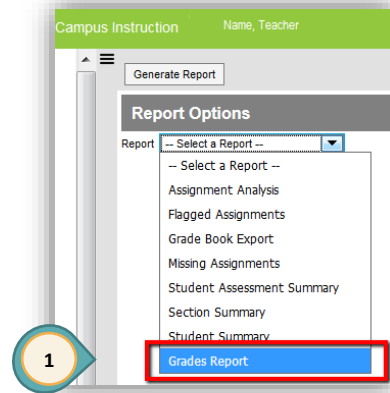 Campus Instruction Name, Teacher
Generate Report
Report Options
Report -- Select a Report --
-- Select a Report --
Assignment Analysis
Flagged Assignments
Grade Book Export
Missing Assignments
Student Assessment Summary
Section Summary
Student Summary
1 Grades Report